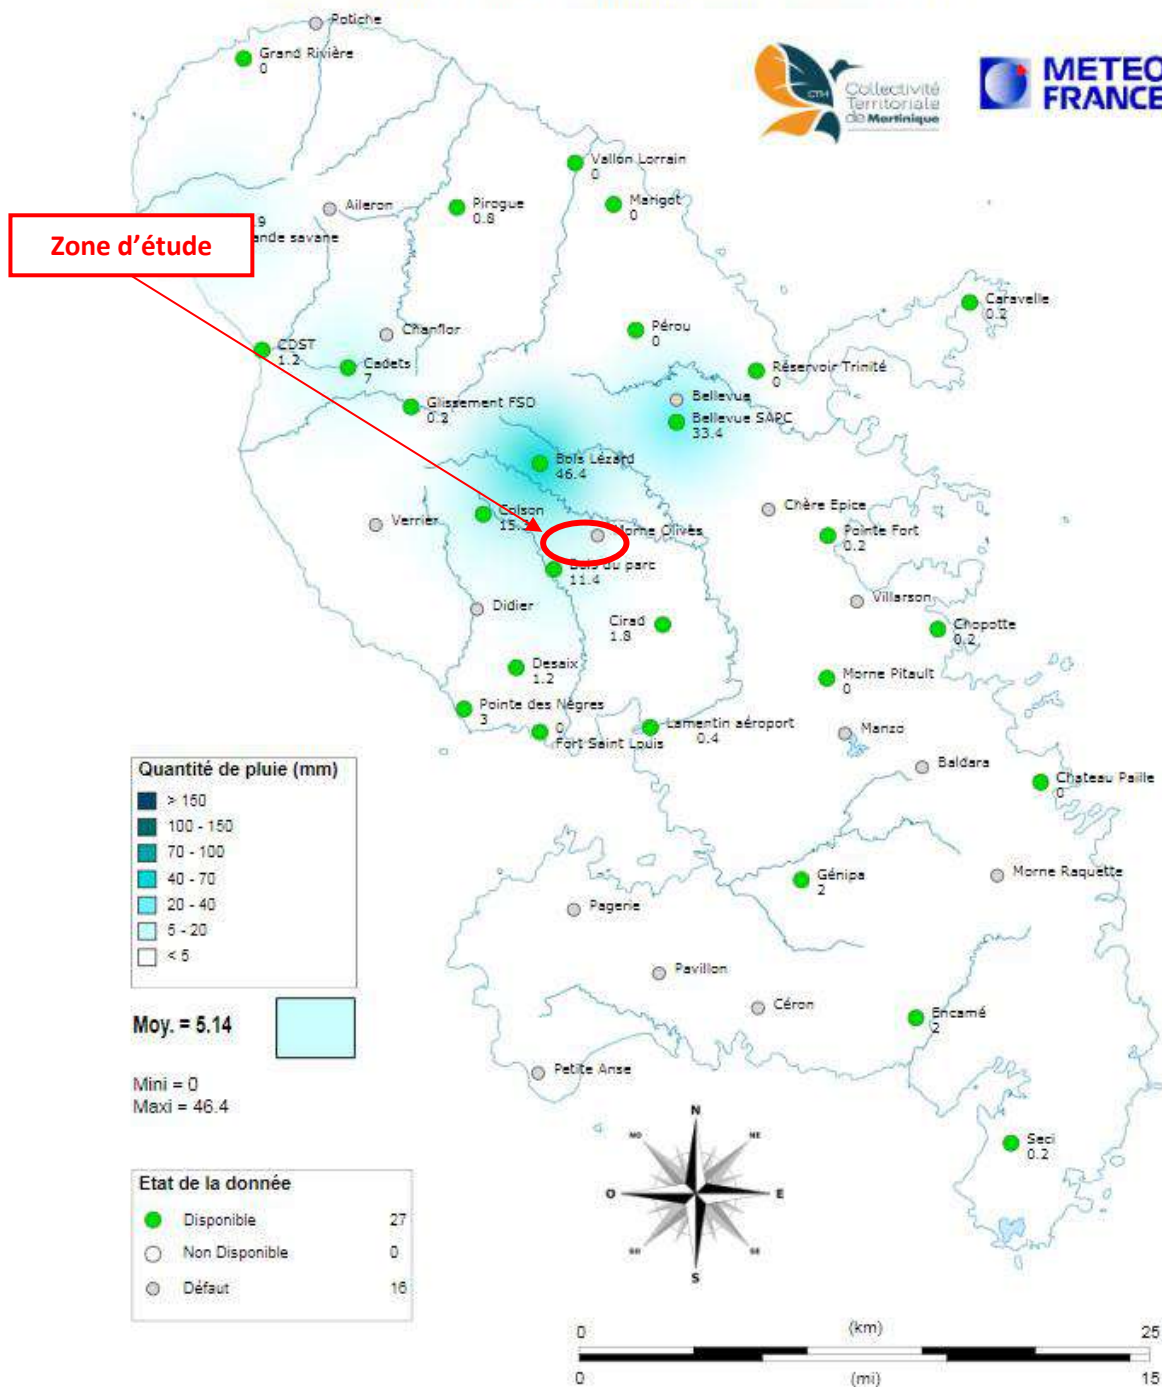 Potiche
Grand Rivière
0
CTM
Collectivité
Territoriale
de Martinique
METEO
FRANCE
Vallon Lorrain
0
Aileron
Pirogue
0.8
Marigot
0
.9
ande savane
Zone d'étude
Caravelle
0.2
Chanflor
Pérou
0
CDST
1.2
Cadets
7
Réservoir Trinité
0
Bellevue
Glissement FSD
0.2
Bellevue SAPC
33.4
Bois Lézard
46.4
Colson
15.
Chère Epice
Verrier
Morne Olives
Pointe Fort
0.2
Bois du parc
11.4
Villarson
Didier
Cirad
1.8
Chopotte
0.2
Desaix
1.2
Morne Pitault
0
Pointe des Nègres
3
0
Fort Saint Louis
Lamentin aéroport
0.4
Manzo
Baldara
Chateau Paille
0
Quantité de pluie (mm)
> 150
100 - 150
70 - 100
40 - 70
20 - 40
5 - 20
< 5
Génipa
2
Morne Raquette
Pagerie
Pavillon
Céron
Encamé
2
Moy. = 5.14
Petite Anse
Mini = 0
Maxi = 46.4
N
NO
NE
O
E
SO
SE
S
Seci
0.2
Etat de la donnée
Disponible 27
Non Disponible 0
Défaut 16
0 (km) 25
0 (mi) 15